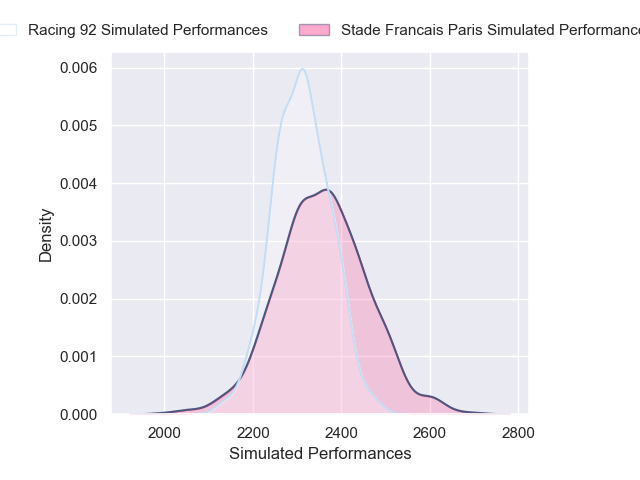 Racing 92 Simulated Performances Stade Francais Paris Simulated Performance
0.006
0.005
0.004
0.003
0.002
0.001
0.000
Density
2000 2200 2400 2600 2800
Simulated Performances